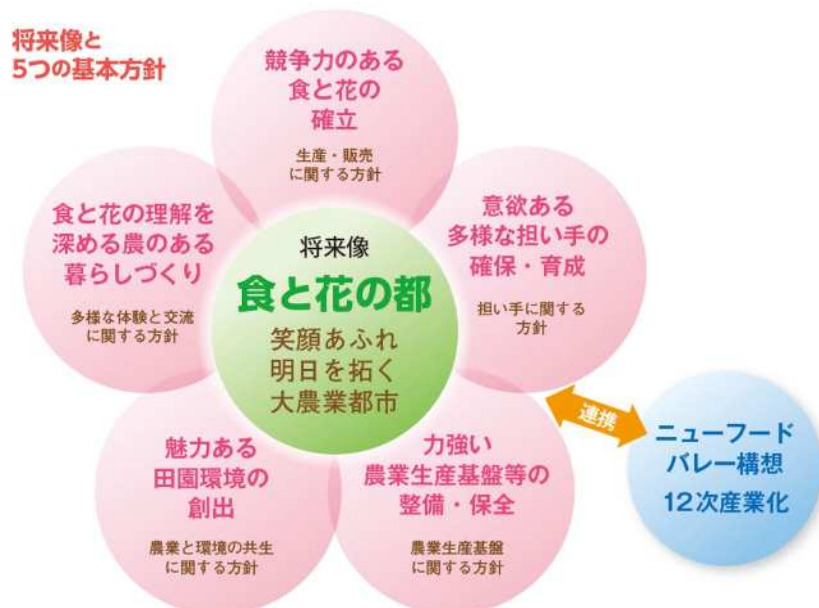 将来像と
5つの基本方針
競争力のある
食と花の
確立
生産・販売
に関する方針
食と花の理解を
深める農のある
暮らしづくり
多様な体験と交流
に関する方針
意欲ある
多様な担い手の
確保・育成
担い手に関する
方針
将来像
食と花の都
笑顔あふれ
明日を拓く
大農業都市
魅力ある
田園環境の
創出
農業と環境の共生
に関する方針
力強い
農業生産基盤等の
整備・保全
農業生産基盤
に関する方針
連携
ニューフード
バレー構想
12次産業化